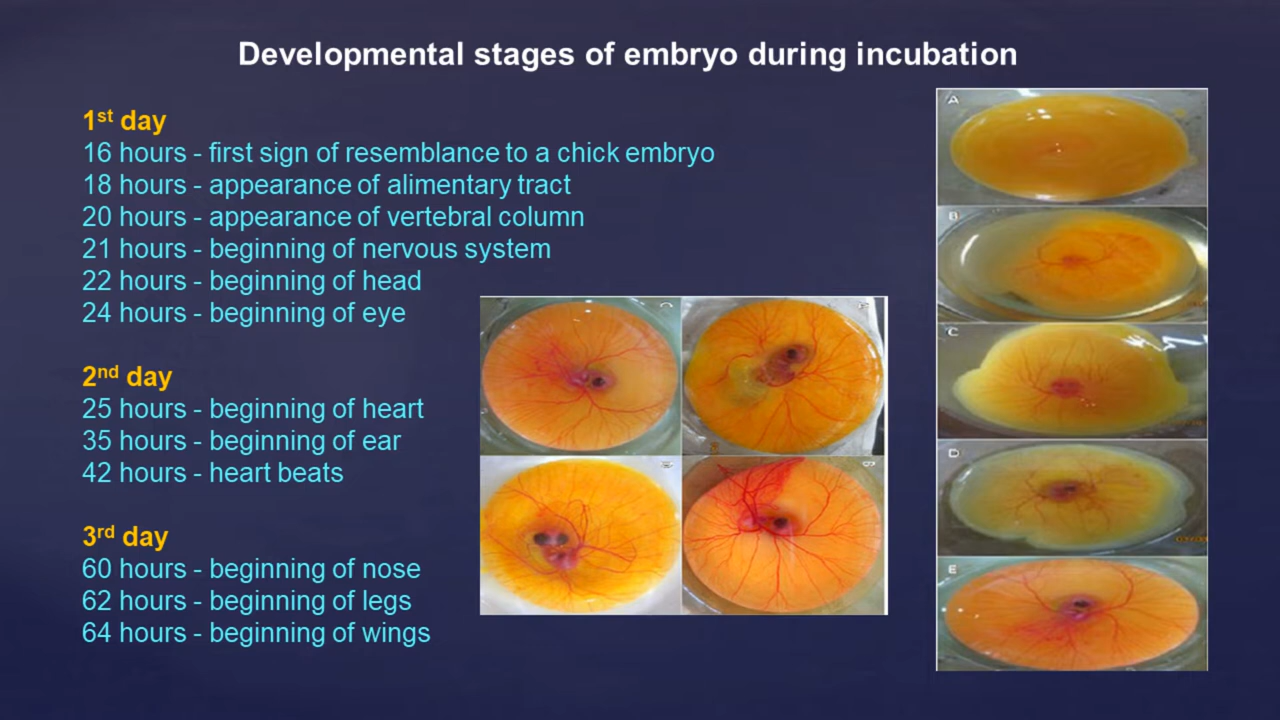 Developmental stages of embryo during incubation
1st day
16 hours - first sign of resemblance to a chick embryo
18 hours - appearance of alimentary tract
20 hours - appearance of vertebral column
21 hours - beginning of nervous system
22 hours - beginning of head
24 hours - beginning of eye
2nd day
25 hours - beginning of heart
35 hours - beginning of ear
42 hours - heart beats
3rd day
60 hours - beginning of nose
62 hours - beginning of legs
64 hours - beginning of wings
A
B
C
D
E